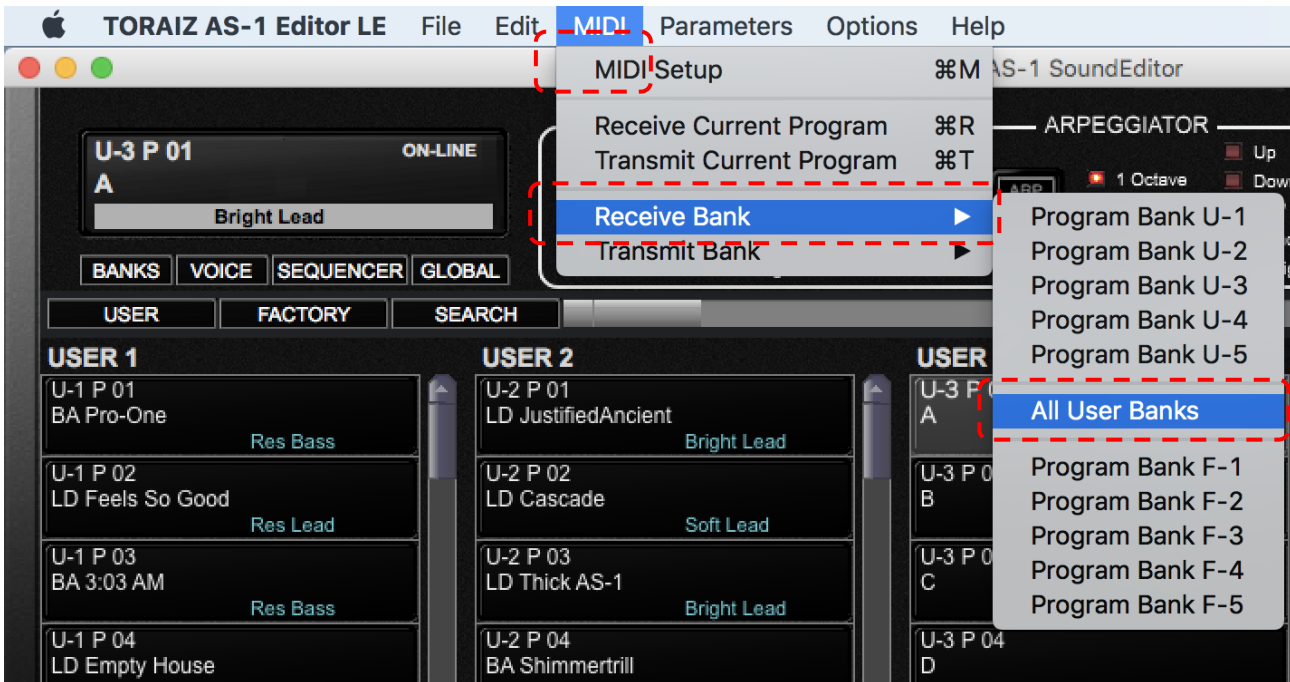 TORAIZ AS-1 Editor LE File Edit MIDI Parameters Options Help
AS-1 SoundEditor
MIDI Setup ⌘M
Receive Current Program ⌘R
Transmit Current Program ⌘T
Receive Bank ▶
Transmit Bank ▶
Program Bank U-1
Program Bank U-2
Program Bank U-3
Program Bank U-4
Program Bank U-5
All User Banks
Program Bank F-1
Program Bank F-2
Program Bank F-3
Program Bank F-4
Program Bank F-5
U-3 P 01 ON-LINE
A
Bright Lead
ARPEGGIATOR
Up
ARP 1 Octave
BANKS VOICE SEQUENCER GLOBAL
USER FACTORY SEARCH
USER 1
U-1 P 01
BA Pro-One
Res Bass
U-1 P 02
LD Feels So Good
Res Lead
U-1 P 03
BA 3:03 AM
Res Bass
U-1 P 04
LD Empty House
USER 2
U-2 P 01
LD JustifiedAncient
Bright Lead
U-2 P 02
LD Cascade
Soft Lead
U-2 P 03
LD Thick AS-1
Bright Lead
U-2 P 04
BA Shimmertrill
USER
U-3 P 0
A
U-3 P 0
B
U-3 P 0
C
U-3 P 04
D